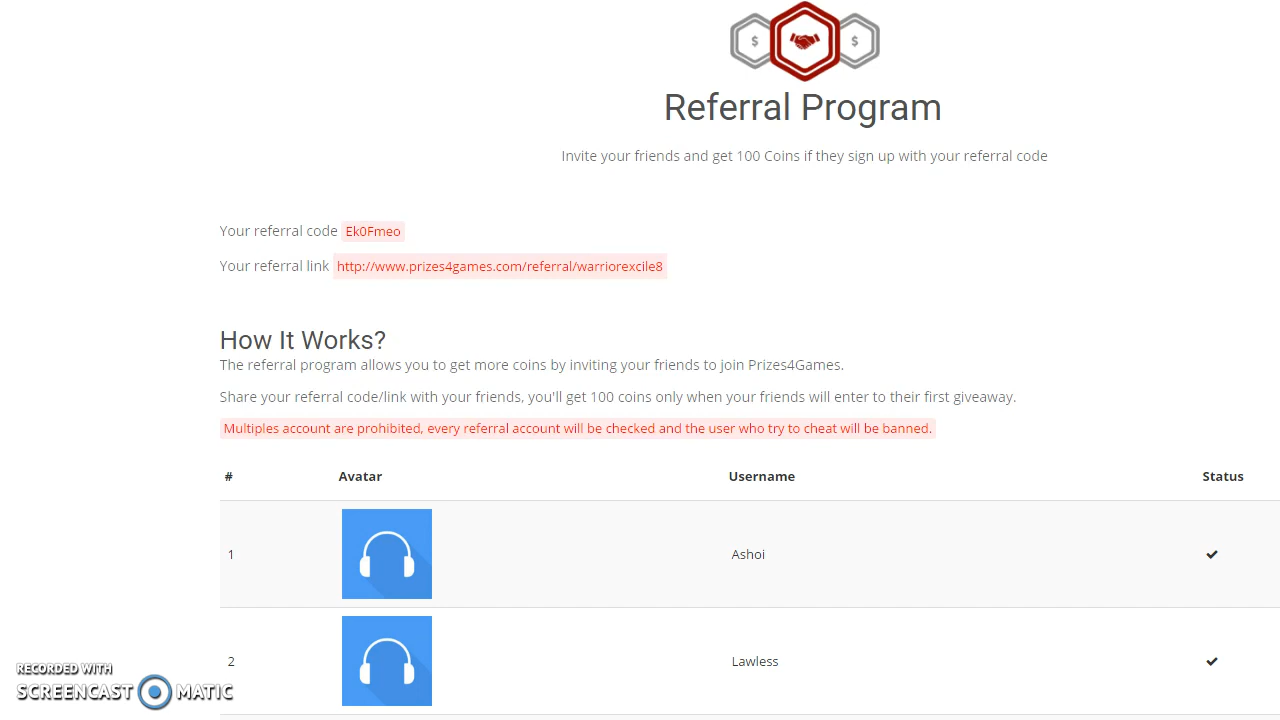 $ $
Referral Program
Invite your friends and get 100 Coins if they sign up with your referral code
Your referral code Ek0Fmeo
Your referral link http://www.prizes4games.com/referral/warriorexcile8
How It Works?
The referral program allows you to get more coins by inviting your friends to join Prizes4Games.
Share your referral code/link with your friends, you'll get 100 coins only when your friends will enter to their first giveaway.
Multiples account are prohibited, every referral account will be checked and the user who try to cheat will be banned.
# Avatar Username Status
1 Ashoi ✔
2 Lawless ✔
RECORDED WITH
SCREENCAST MATIC